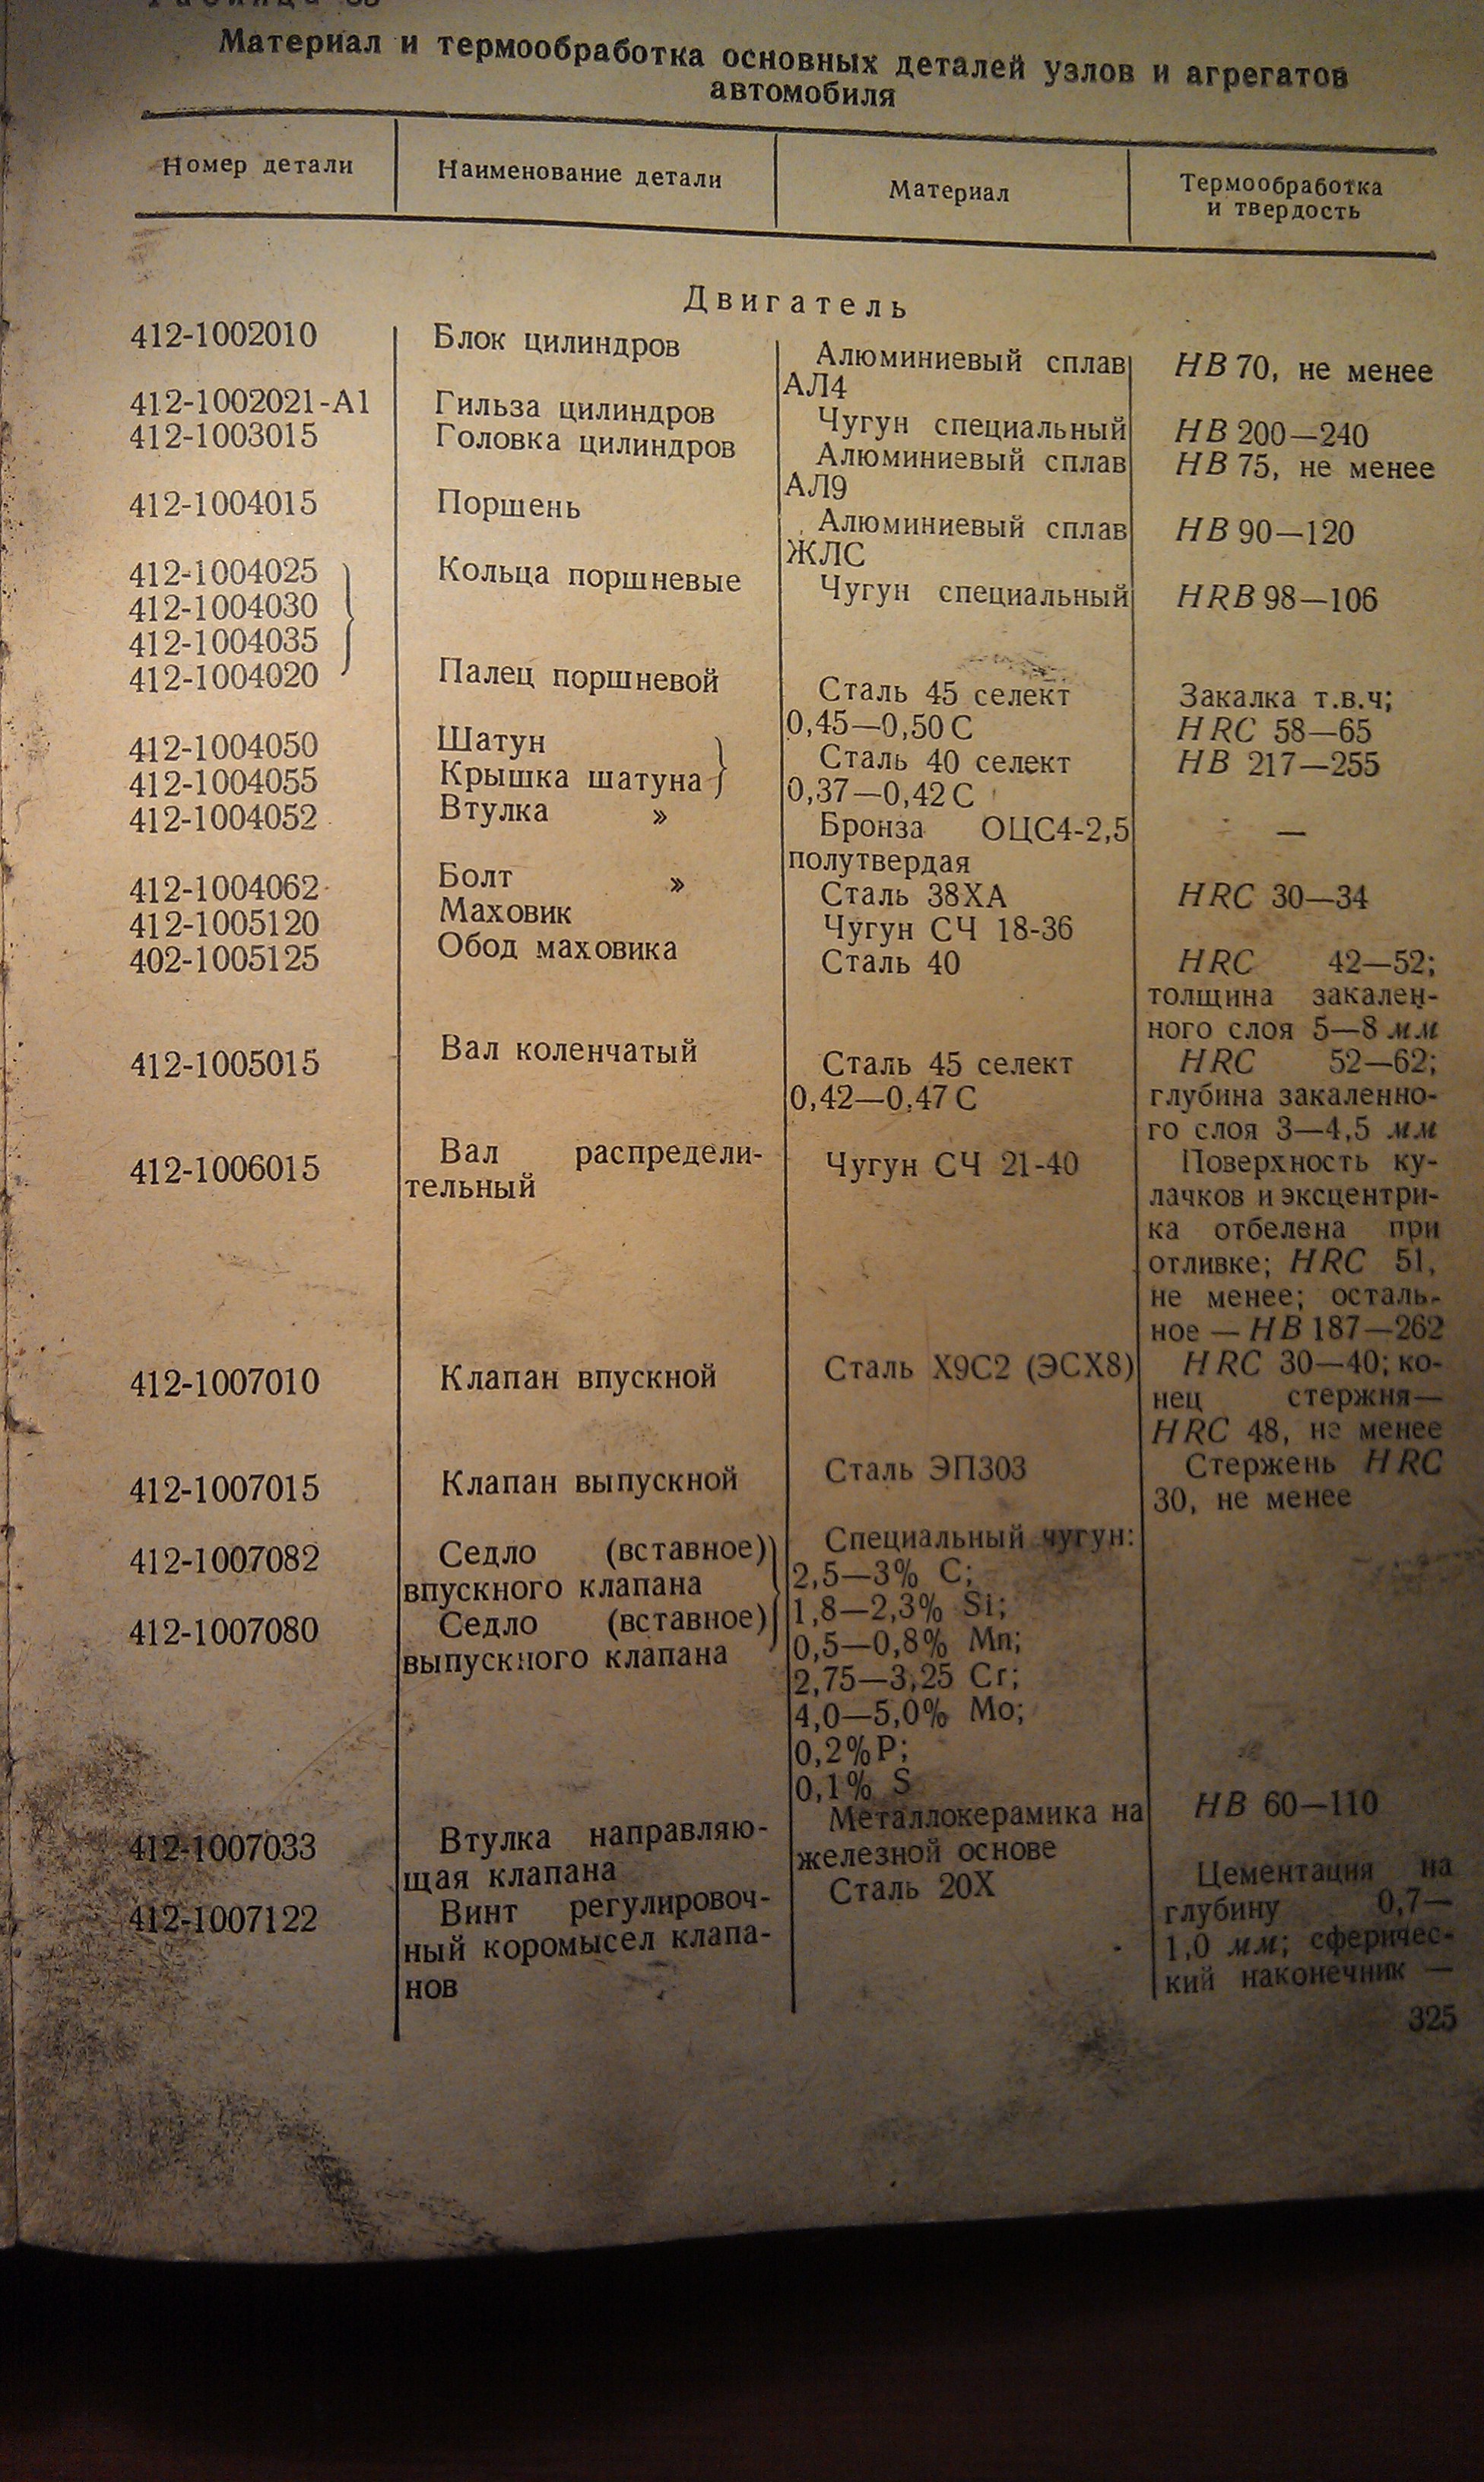 Материал и термообработка основных деталей узлов и агрегатов
автомобиля
Номер детали Наименование детали Материал Термообработка
и твердость
Двигатель
412-1002010 Блок цилиндров Алюминиевый сплав HB 70, не менее
АЛ4
412-1002021-А1 Гильза цилиндров Чугун специальный HB 200—240
412-1003015 Головка цилиндров Алюминиевый сплав HB 75, не менее
АЛ9
412-1004015 Поршень Алюминиевый сплав HB 90—120
ЖЛС
412-1004025 Кольца поршневые Чугун специальный HRB 98—106
412-1004030
412-1004035
412-1004020 Палец поршневой Сталь 45 селект Закалка т.в.ч;
0,45—0,50 С HRC 58—65
412-1004050 Шатун Сталь 40 селект HB 217—255
412-1004055 Крышка шатуна 0,37—0,42 С
412-1004052 Втулка » Бронза ОЦС4-2,5 —
полутвердая
412-1004062 Болт » Сталь 38ХА HRC 30—34
412-1005120 Маховик Чугун СЧ 18-36
402-1005125 Обод маховика Сталь 40 HRC 42—52;
толщина закален-
ного слоя 5—8 мм
412-1005015 Вал коленчатый Сталь 45 селект HRC 52—62;
0,42—0,47 С глубина закаленно-
го слоя 3—4,5 мм
412-1006015 Вал распредели- Чугун СЧ 21-40 Поверхность ку-
тельный лачков и эксцентри-
ка отбелена при
отливке; HRC 51,
не менее; осталь-
ное — HB 187—262
412-1007010 Клапан впускной Сталь Х9С2 (ЭСХ8) HRC 30—40; ко-
нец стержня—
HRC 48, не менее
412-1007015 Клапан выпускной Сталь ЭП303 Стержень HRC
30, не менее
412-1007082 Седло (вставное) Специальный чугун:
впускного клапана 2,5—3% С;
412-1007080 Седло (вставное) 1,8—2,3% Si;
выпускного клапана 0,5—0,8% Mn;
2,75—3,25 Cr;
4,0—5,0% Mo;
0,2% P;
0,1% S
412-1007033 Втулка направляю- Металлокерамика на HB 60—110
щая клапана железной основе
412-1007122 Винт регулировоч- Сталь 20Х Цементация на
ный коромысел клапа- глубину 0,7—
нов 1,0 мм; сферичес-
кий наконечник —
325